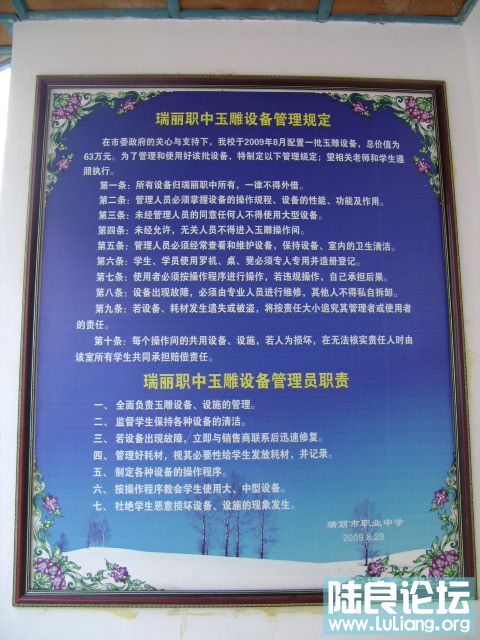 瑞丽职中玉雕设备管理规定
在市委政府的关心与支持下，我校于2009年8月配置一批玉雕设备，总价值为
63万元。为了管理和使用好该批设备，特制定以下管理规定；望相关老师和学生遵
照执行。
第一条：所有设备归瑞丽职中所有，一律不得外借。
第二条：管理人员必须掌握设备的操作规程、设备的性能、功能及作用。
第三条：未经管理人员的同意任何人不得使用大型设备。
第四条：未经允许，无关人员不得进入玉雕操作间。
第五条：管理人员必须经常查看和维护设备，保持设备、室内的卫生清洁。
第六条：学生、学员使用罗机、桌、凳必须专人专用并造册登记。
第七条：使用者必须按操作程序进行操作，若违规操作，自己承担后果。
第八条：设备出现故障，必须由专业人员进行维修，其他人不得私自拆卸。
第九条：若设备、耗材发生遗失或被盗，将按责任大小追究其管理者或使用者
的责任。
第十条：每个操作间的共用设备、设施，若人为损坏，在无法核实责任人时由
该室所有学生共同承担赔偿责任。
瑞丽职中玉雕设备管理员职责
一、 全面负责玉雕设备、设施的管理。
二、 监督学生保持各种设备的清洁。
三、 若设备出现故障，立即与销售商联系后迅速修复。
四、 管理好耗材，视其必要性给学生发放耗材，并记录。
五、 制定各种设备的操作程序。
六、 按操作程序教会学生使用大、中型设备。
七、 杜绝学生恶意损坏设备、设施的现象发生。
瑞丽市职业中学
2009.8.28
陆良论坛
www.LuLiang.org